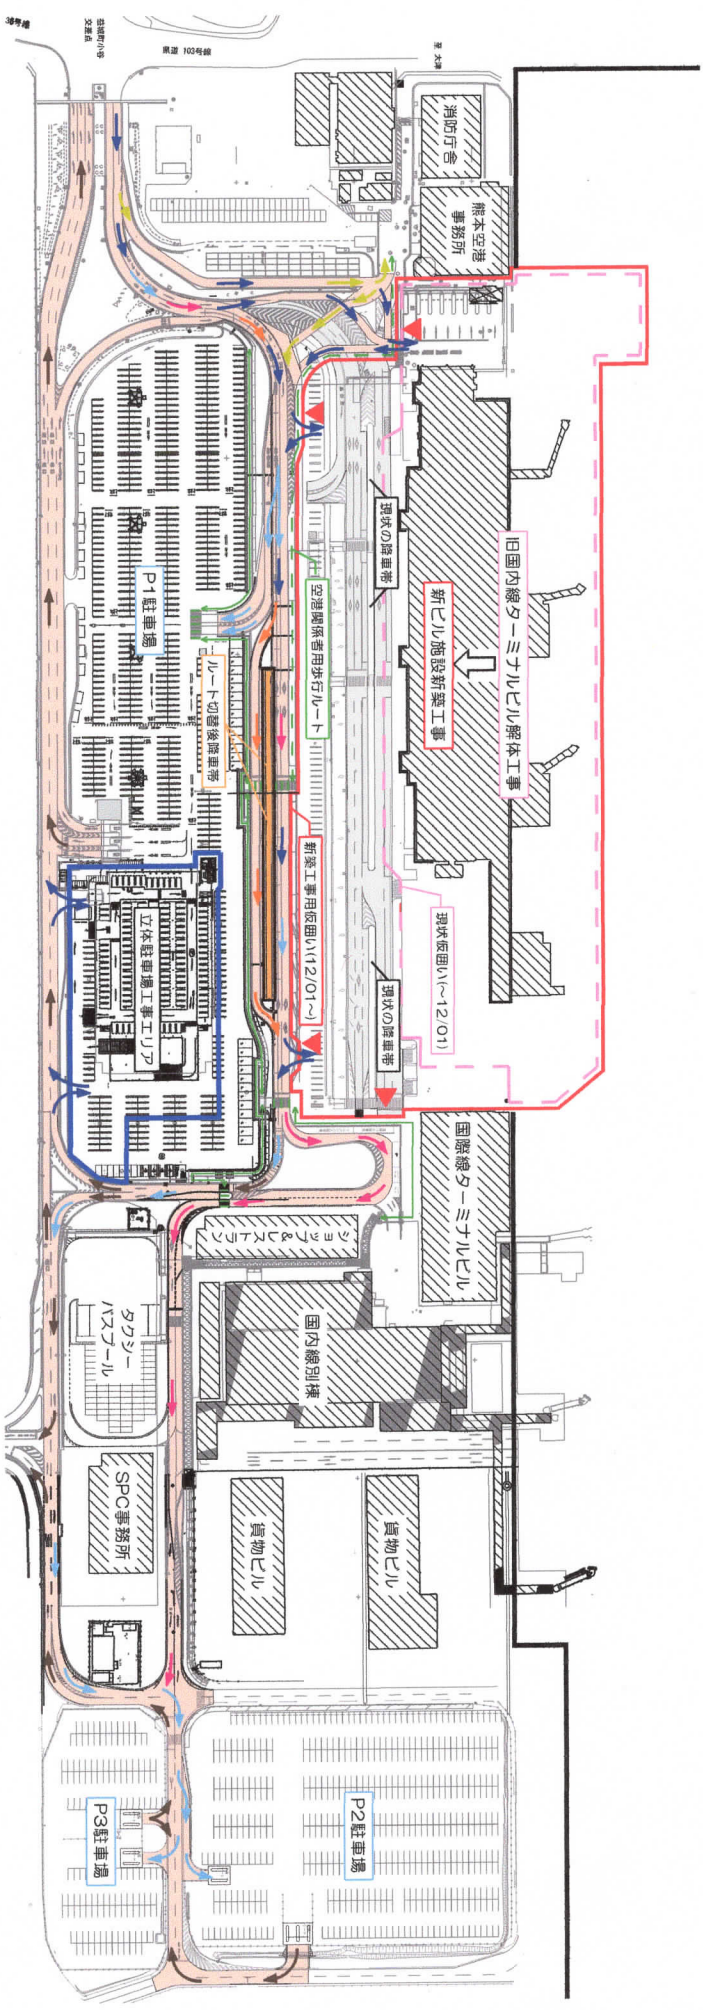 県道 103号線
益城町小谷
交差点
至 大津
消防庁舎
熊本空港
事務所
旧国内線ターミナルビル解体工事
新ビル施設新築工事
現状の降車帯
空港関係者用歩行ルート
P1駐車場
ルート切替後降車帯
新築工事用仮囲い(12/01~)
現状仮囲い(~12/01)
現状の降車帯
立体駐車場工事エリア
国際線ターミナルビル
ショップ&レストラン
国内線別棟
タクシー
バスプール
SPC事務所
貨物ビル
貨物ビル
P2駐車場
P3駐車場